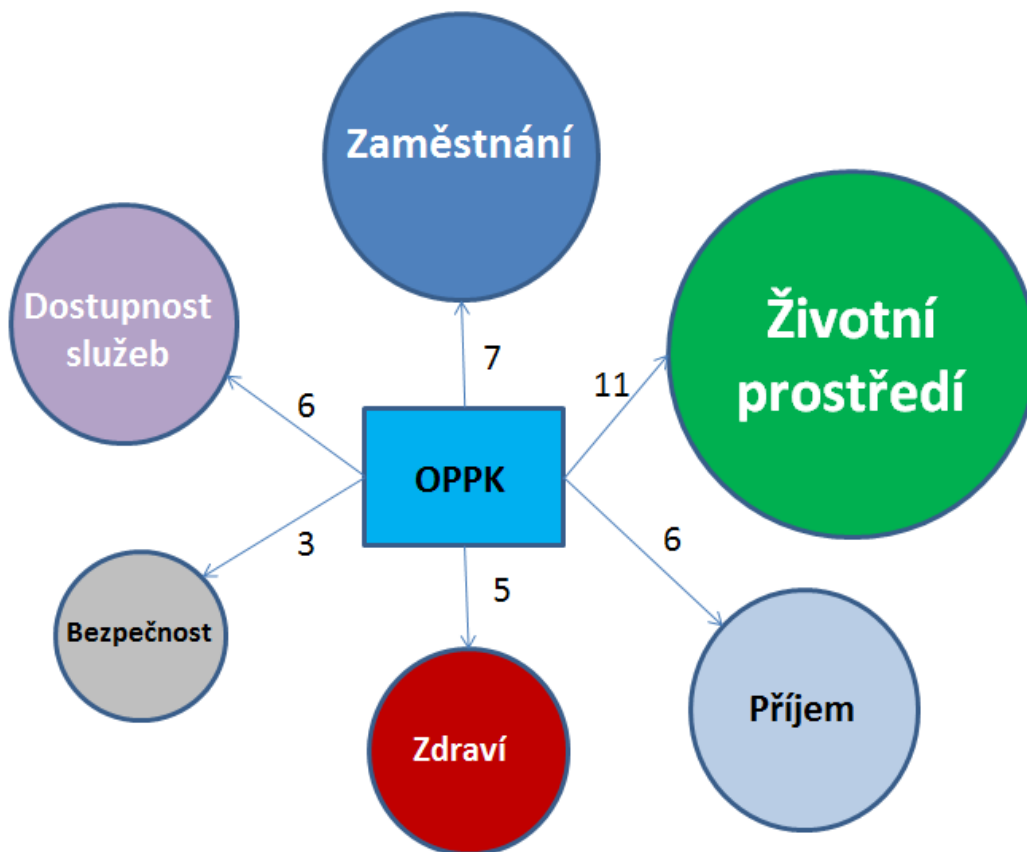 Zaměstnání
Životní
prostředí
Dostupnost
služeb
7
11
6
OPPK
3
6
5
Bezpečnost
Příjem
Zdraví